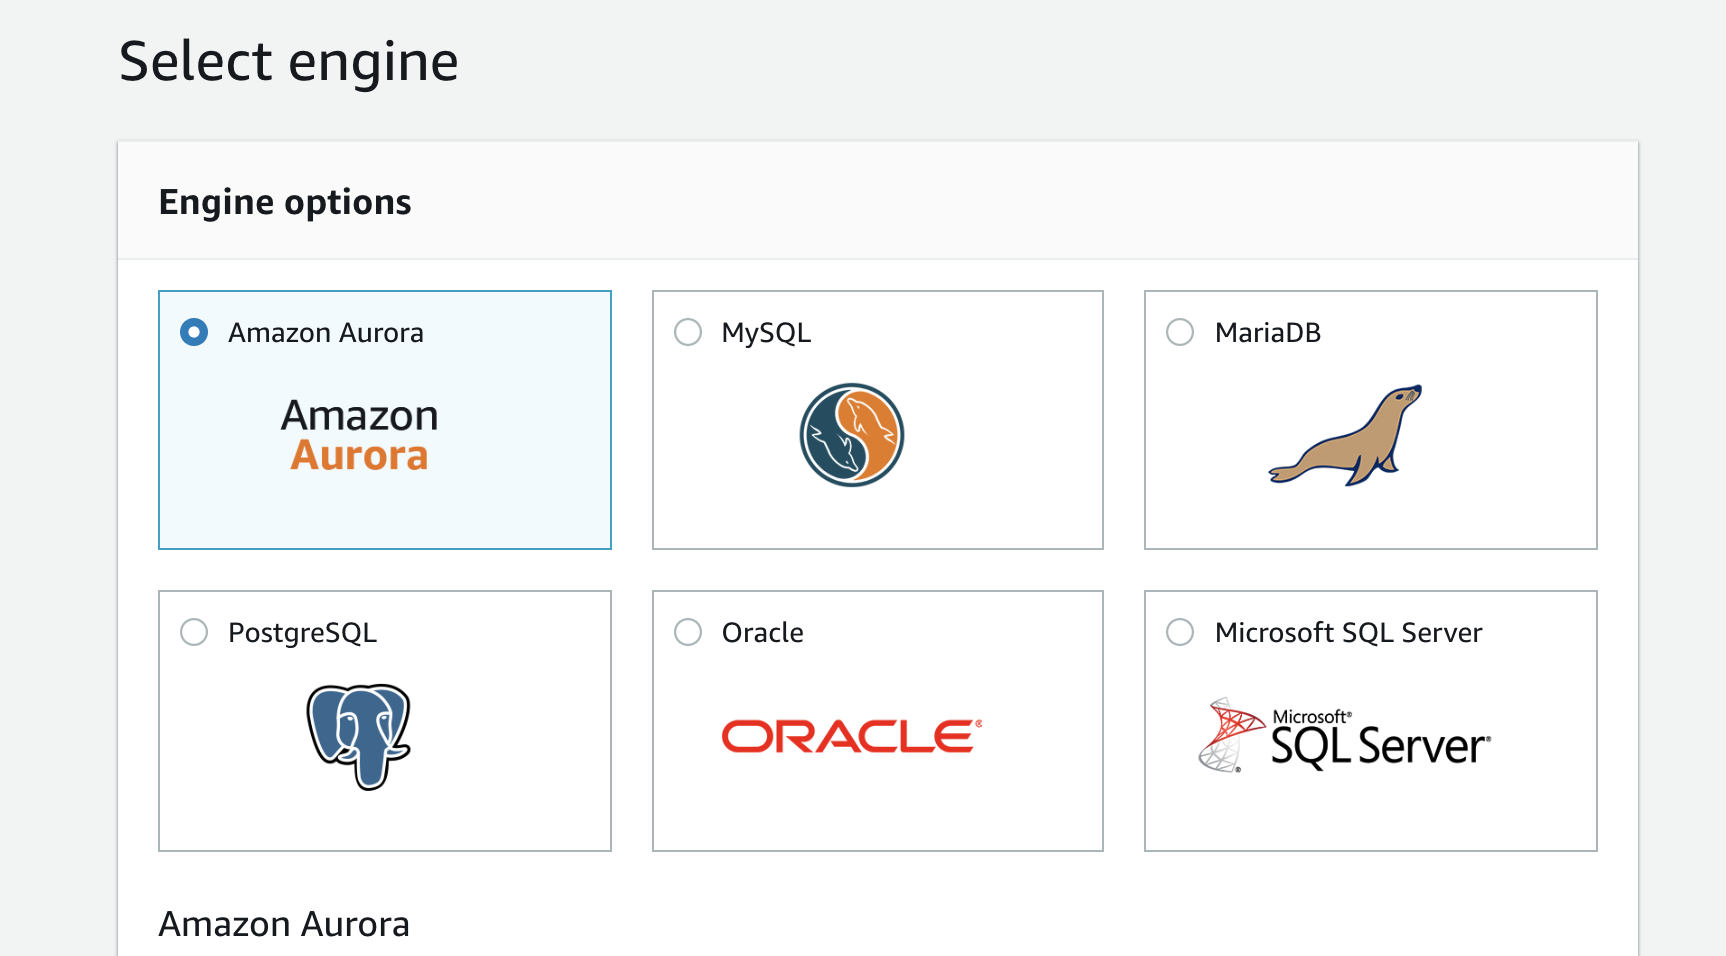 Select engine
Engine options
Amazon Aurora
Amazon
Aurora
MySQL
MariaDB
PostgreSQL
Oracle
ORACLE®
Microsoft SQL Server
Microsoft®
SQL Server®
®
Amazon Aurora